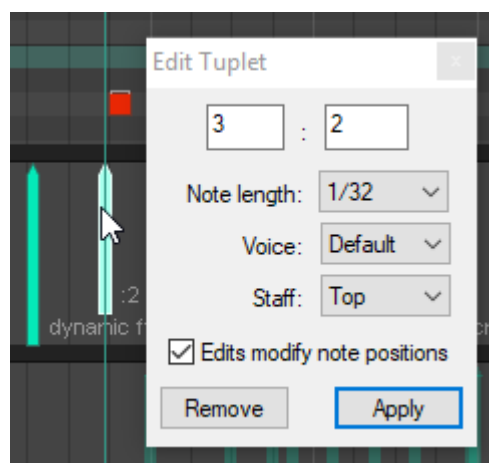 Edit Tuplet
3 : 2
Note length: 1/32
Voice: Default
:2
Staff: Top
dynamic f
Edits modify note positions
Remove Apply